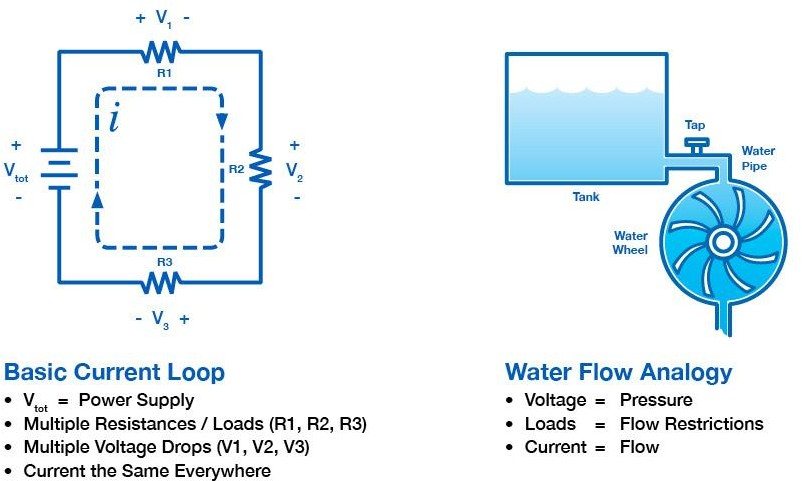 + V1 -
R1
i
+
Vtot
-
R2
+
V2
-
R3
- V3 +
Basic Current Loop
• Vtot = Power Supply
• Multiple Resistances / Loads (R1, R2, R3)
• Multiple Voltage Drops (V1, V2, V3)
• Current the Same Everywhere
Tap
Water
Pipe
Tank
Water
Wheel
Water Flow Analogy
• Voltage = Pressure
• Loads = Flow Restrictions
• Current = Flow